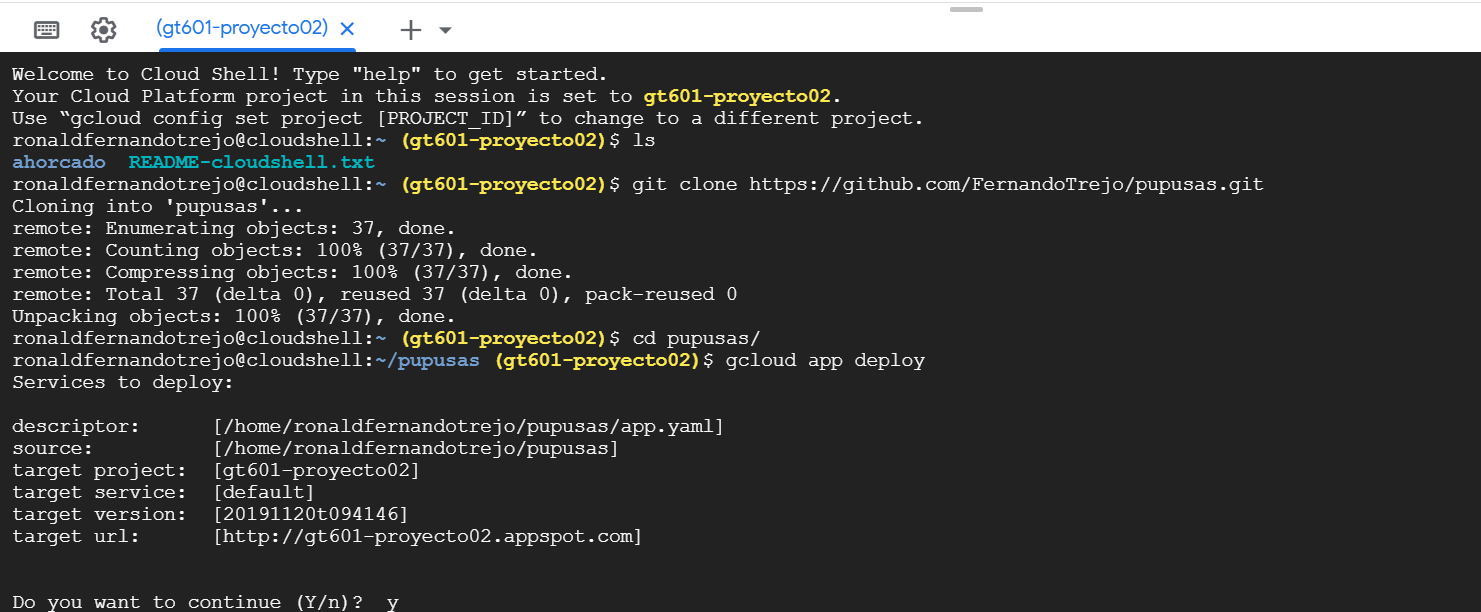 (gt601-proyecto02)
Welcome to Cloud Shell! Type "help" to get started.
Your Cloud Platform project in this session is set to gt601-proyecto02.
Use “gcloud config set project [PROJECT_ID]” to change to a different project.
ronaldfernandotrejo@cloudshell:~ (gt601-proyecto02)$ ls
ahorcado  README-cloudshell.txt
ronaldfernandotrejo@cloudshell:~ (gt601-proyecto02)$ git clone https://github.com/FernandoTrejo/pupusas.git
Cloning into 'pupusas'...
remote: Enumerating objects: 37, done.
remote: Counting objects: 100% (37/37), done.
remote: Compressing objects: 100% (37/37), done.
remote: Total 37 (delta 0), reused 37 (delta 0), pack-reused 0
Unpacking objects: 100% (37/37), done.
ronaldfernandotrejo@cloudshell:~ (gt601-proyecto02)$ cd pupusas/
ronaldfernandotrejo@cloudshell:~/pupusas (gt601-proyecto02)$ gcloud app deploy
Services to deploy:
descriptor:      [/home/ronaldfernandotrejo/pupusas/app.yaml]
source:          [/home/ronaldfernandotrejo/pupusas]
target project:  [gt601-proyecto02]
target service:  [default]
target version:  [20191120t094146]
target url:      [http://gt601-proyecto02.appspot.com]
Do you want to continue (Y/n)?  y